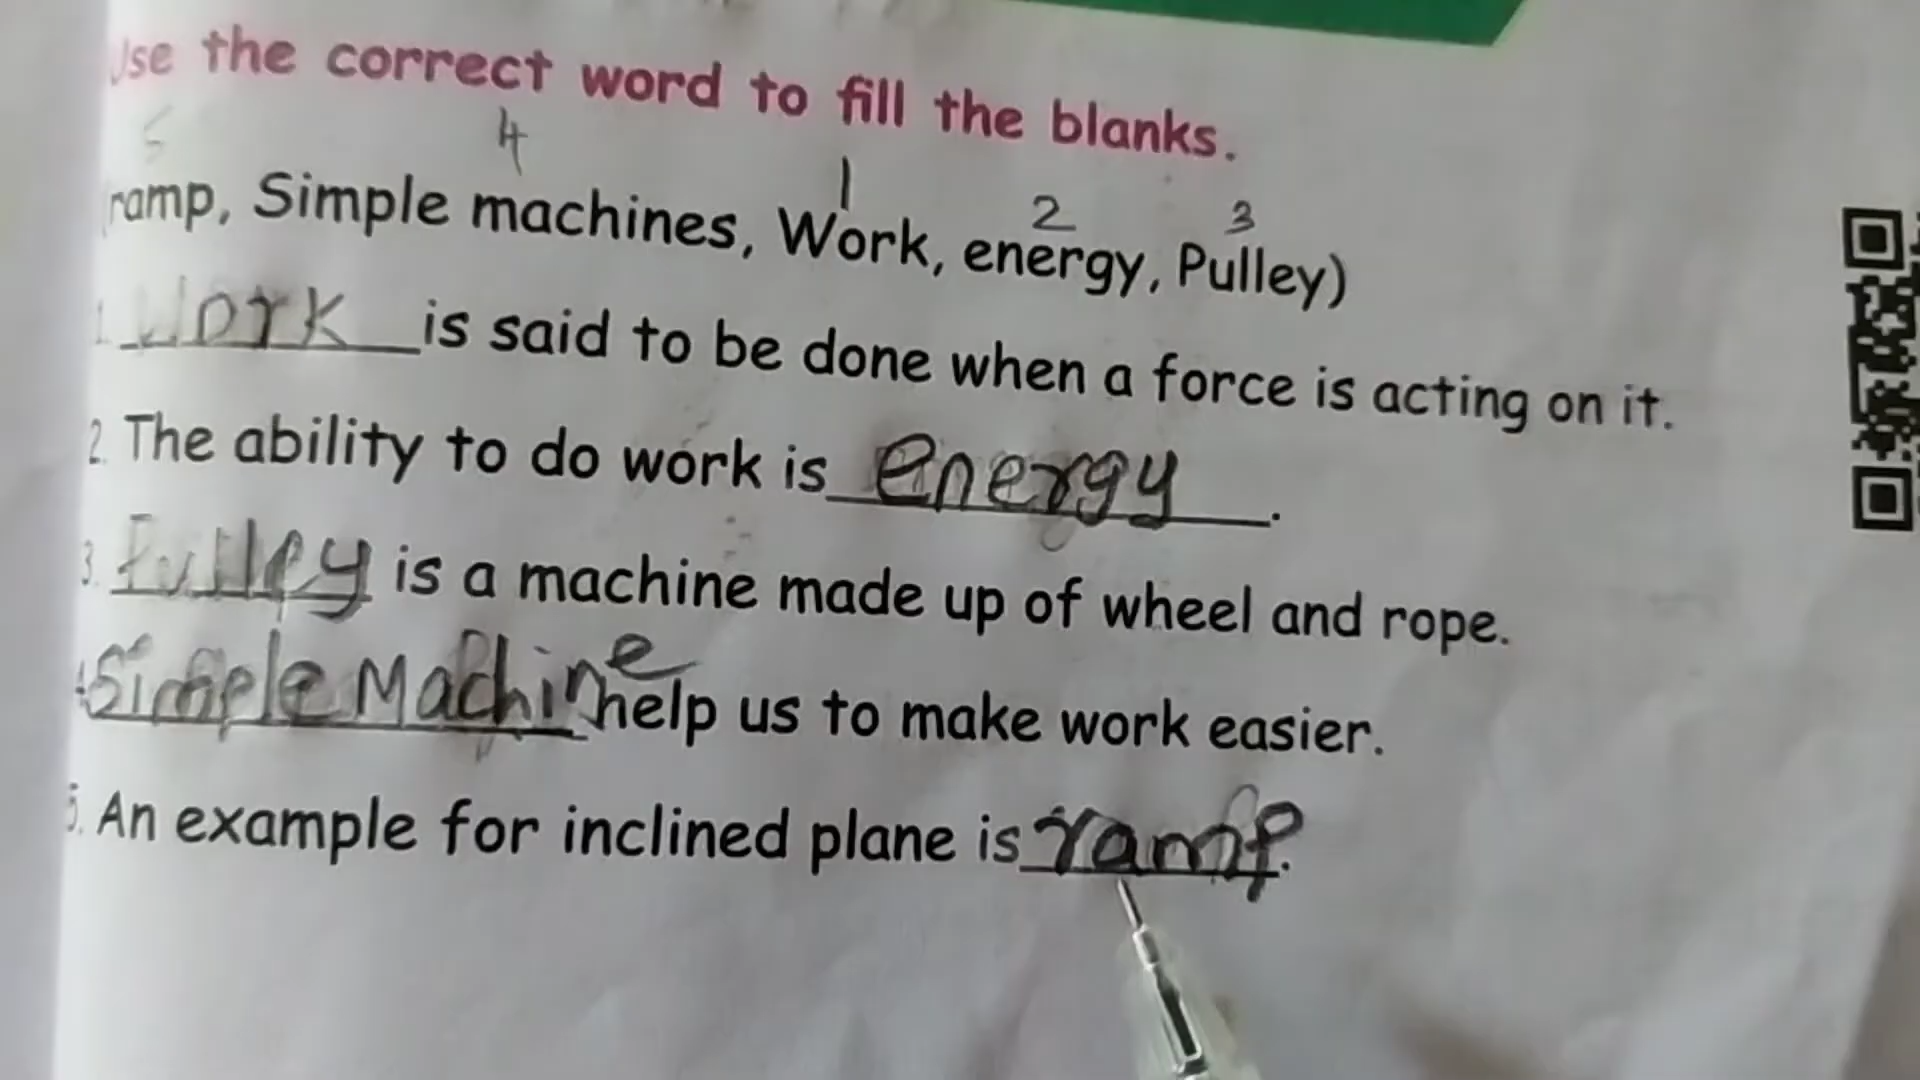 Use the correct word to fill the blanks.
5 4 1 2 3
(ramp, Simple machines, Work, energy, Pulley)
1. Work is said to be done when a force is acting on it.
2. The ability to do work is energy.
3. Pulley is a machine made up of wheel and rope.
4. Simple Machine help us to make work easier.
5. An example for inclined plane is ramp.